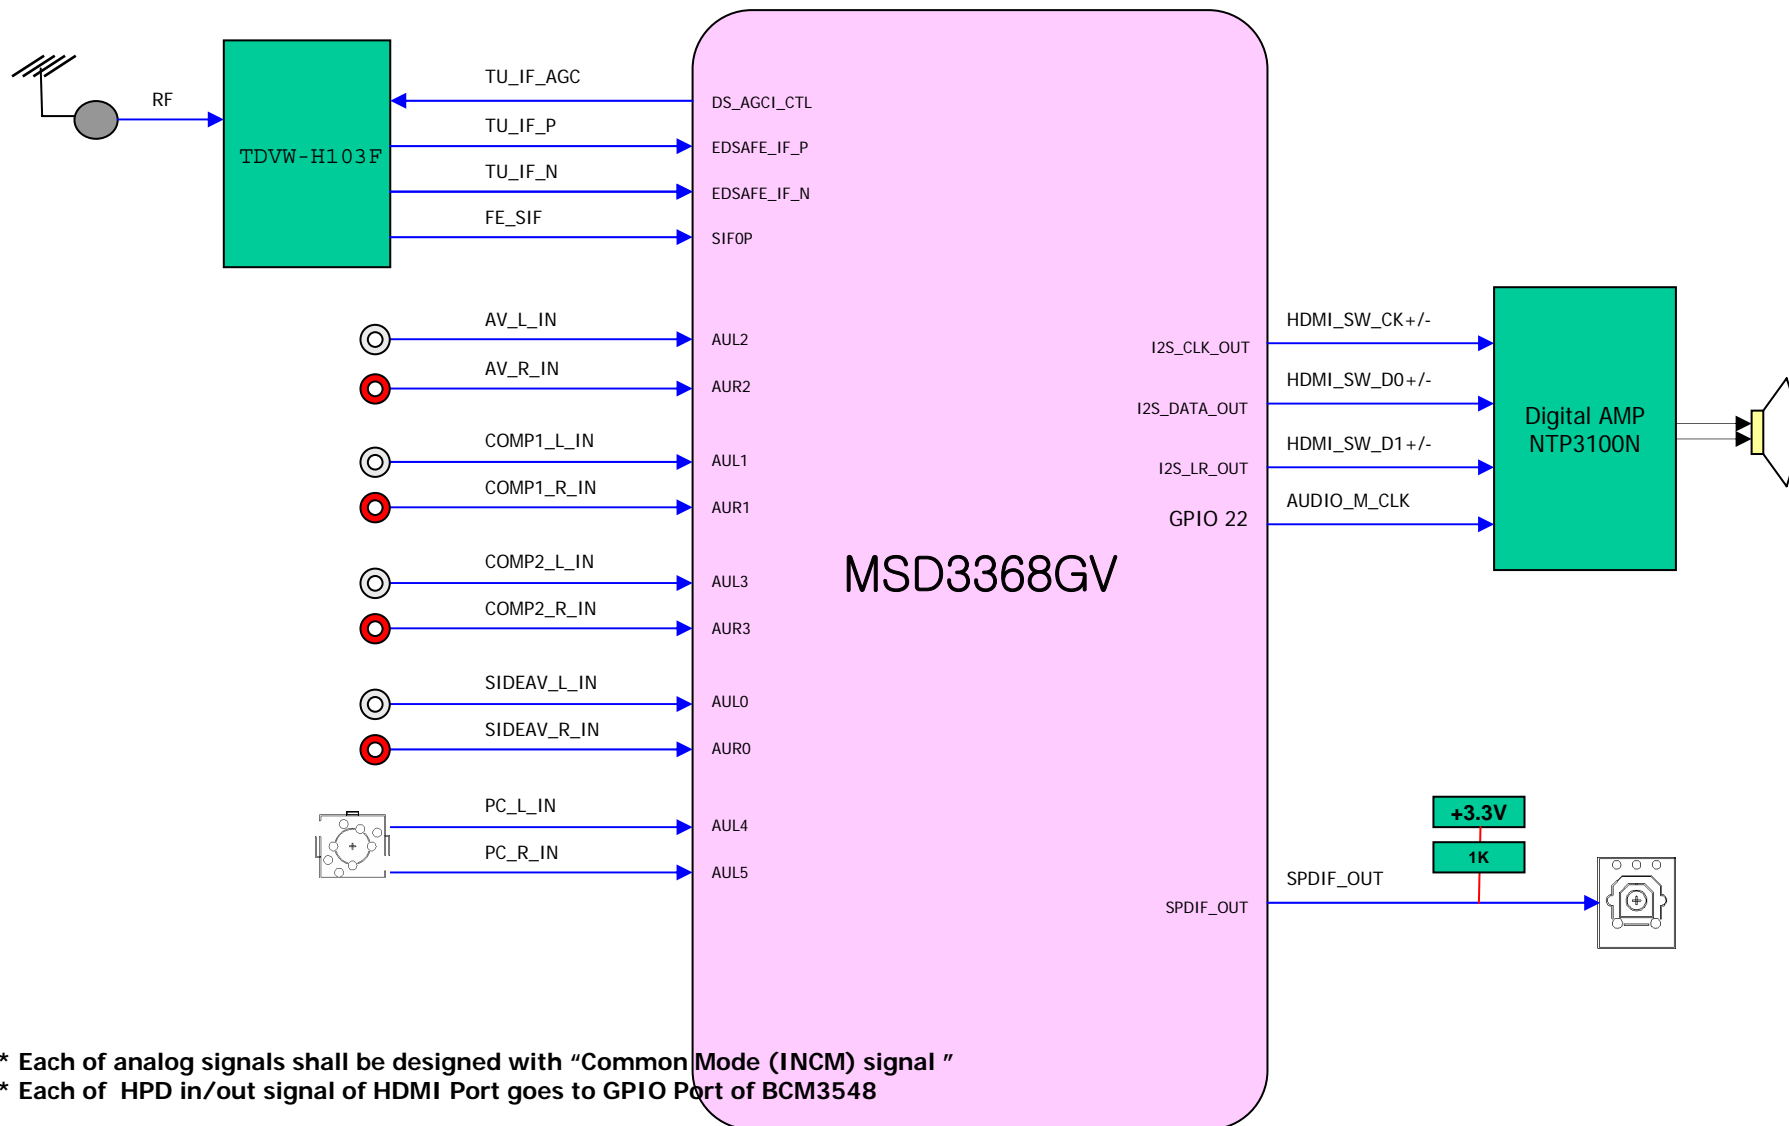 RF
TDVW-H103F
TU_IF_AGC
TU_IF_P
TU_IF_N
FE_SIF
DS_AGCI_CTL
EDSAFE_IF_P
EDSAFE_IF_N
SIF0P
AV_L_IN
AV_R_IN
AUL2
AUR2
COMP1_L_IN
COMP1_R_IN
AUL1
AUR1
COMP2_L_IN
COMP2_R_IN
AUL3
AUR3
SIDEAV_L_IN
SIDEAV_R_IN
AUL0
AUR0
PC_L_IN
PC_R_IN
AUL4
AUL5
MSD3368GV
I2S_CLK_OUT
I2S_DATA_OUT
I2S_LR_OUT
GPIO 22
HDMI_SW_CK+/-
HDMI_SW_D0+/-
HDMI_SW_D1+/-
AUDIO_M_CLK
Digital AMP
NTP3100N
+3.3V
1K
SPDIF_OUT
SPDIF_OUT
* Each of analog signals shall be designed with “Common Mode (INCM) signal ”
* Each of  HPD in/out signal of HDMI Port goes to GPIO Port of BCM3548